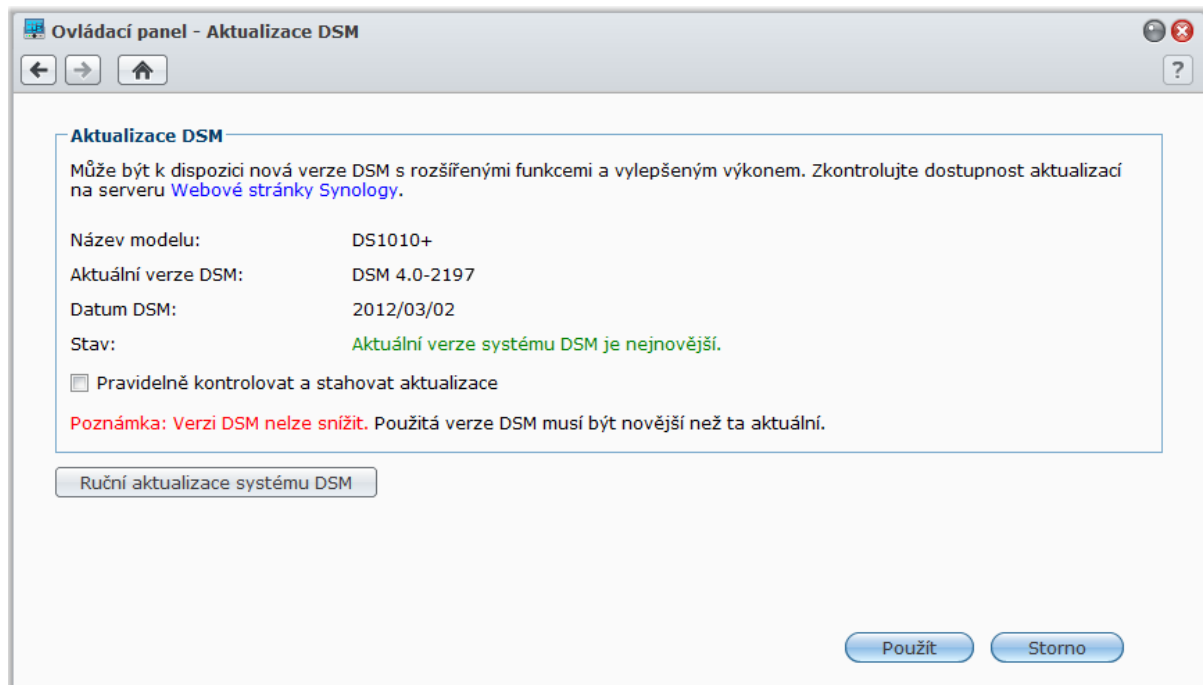 Ovládací panel - Aktualizace DSM
?
Aktualizace DSM
Může být k dispozici nová verze DSM s rozšířenými funkcemi a vylepšeným výkonem. Zkontrolujte dostupnost aktualizací
na serveru Webové stránky Synology.
Název modelu: DS1010+
Aktuální verze DSM: DSM 4.0-2197
Datum DSM: 2012/03/02
Stav: Aktuální verze systému DSM je nejnovější.
Pravidelně kontrolovat a stahovat aktualizace
Poznámka: Verzi DSM nelze snížit. Použitá verze DSM musí být novější než ta aktuální.
Ruční aktualizace systému DSM
Použít Storno